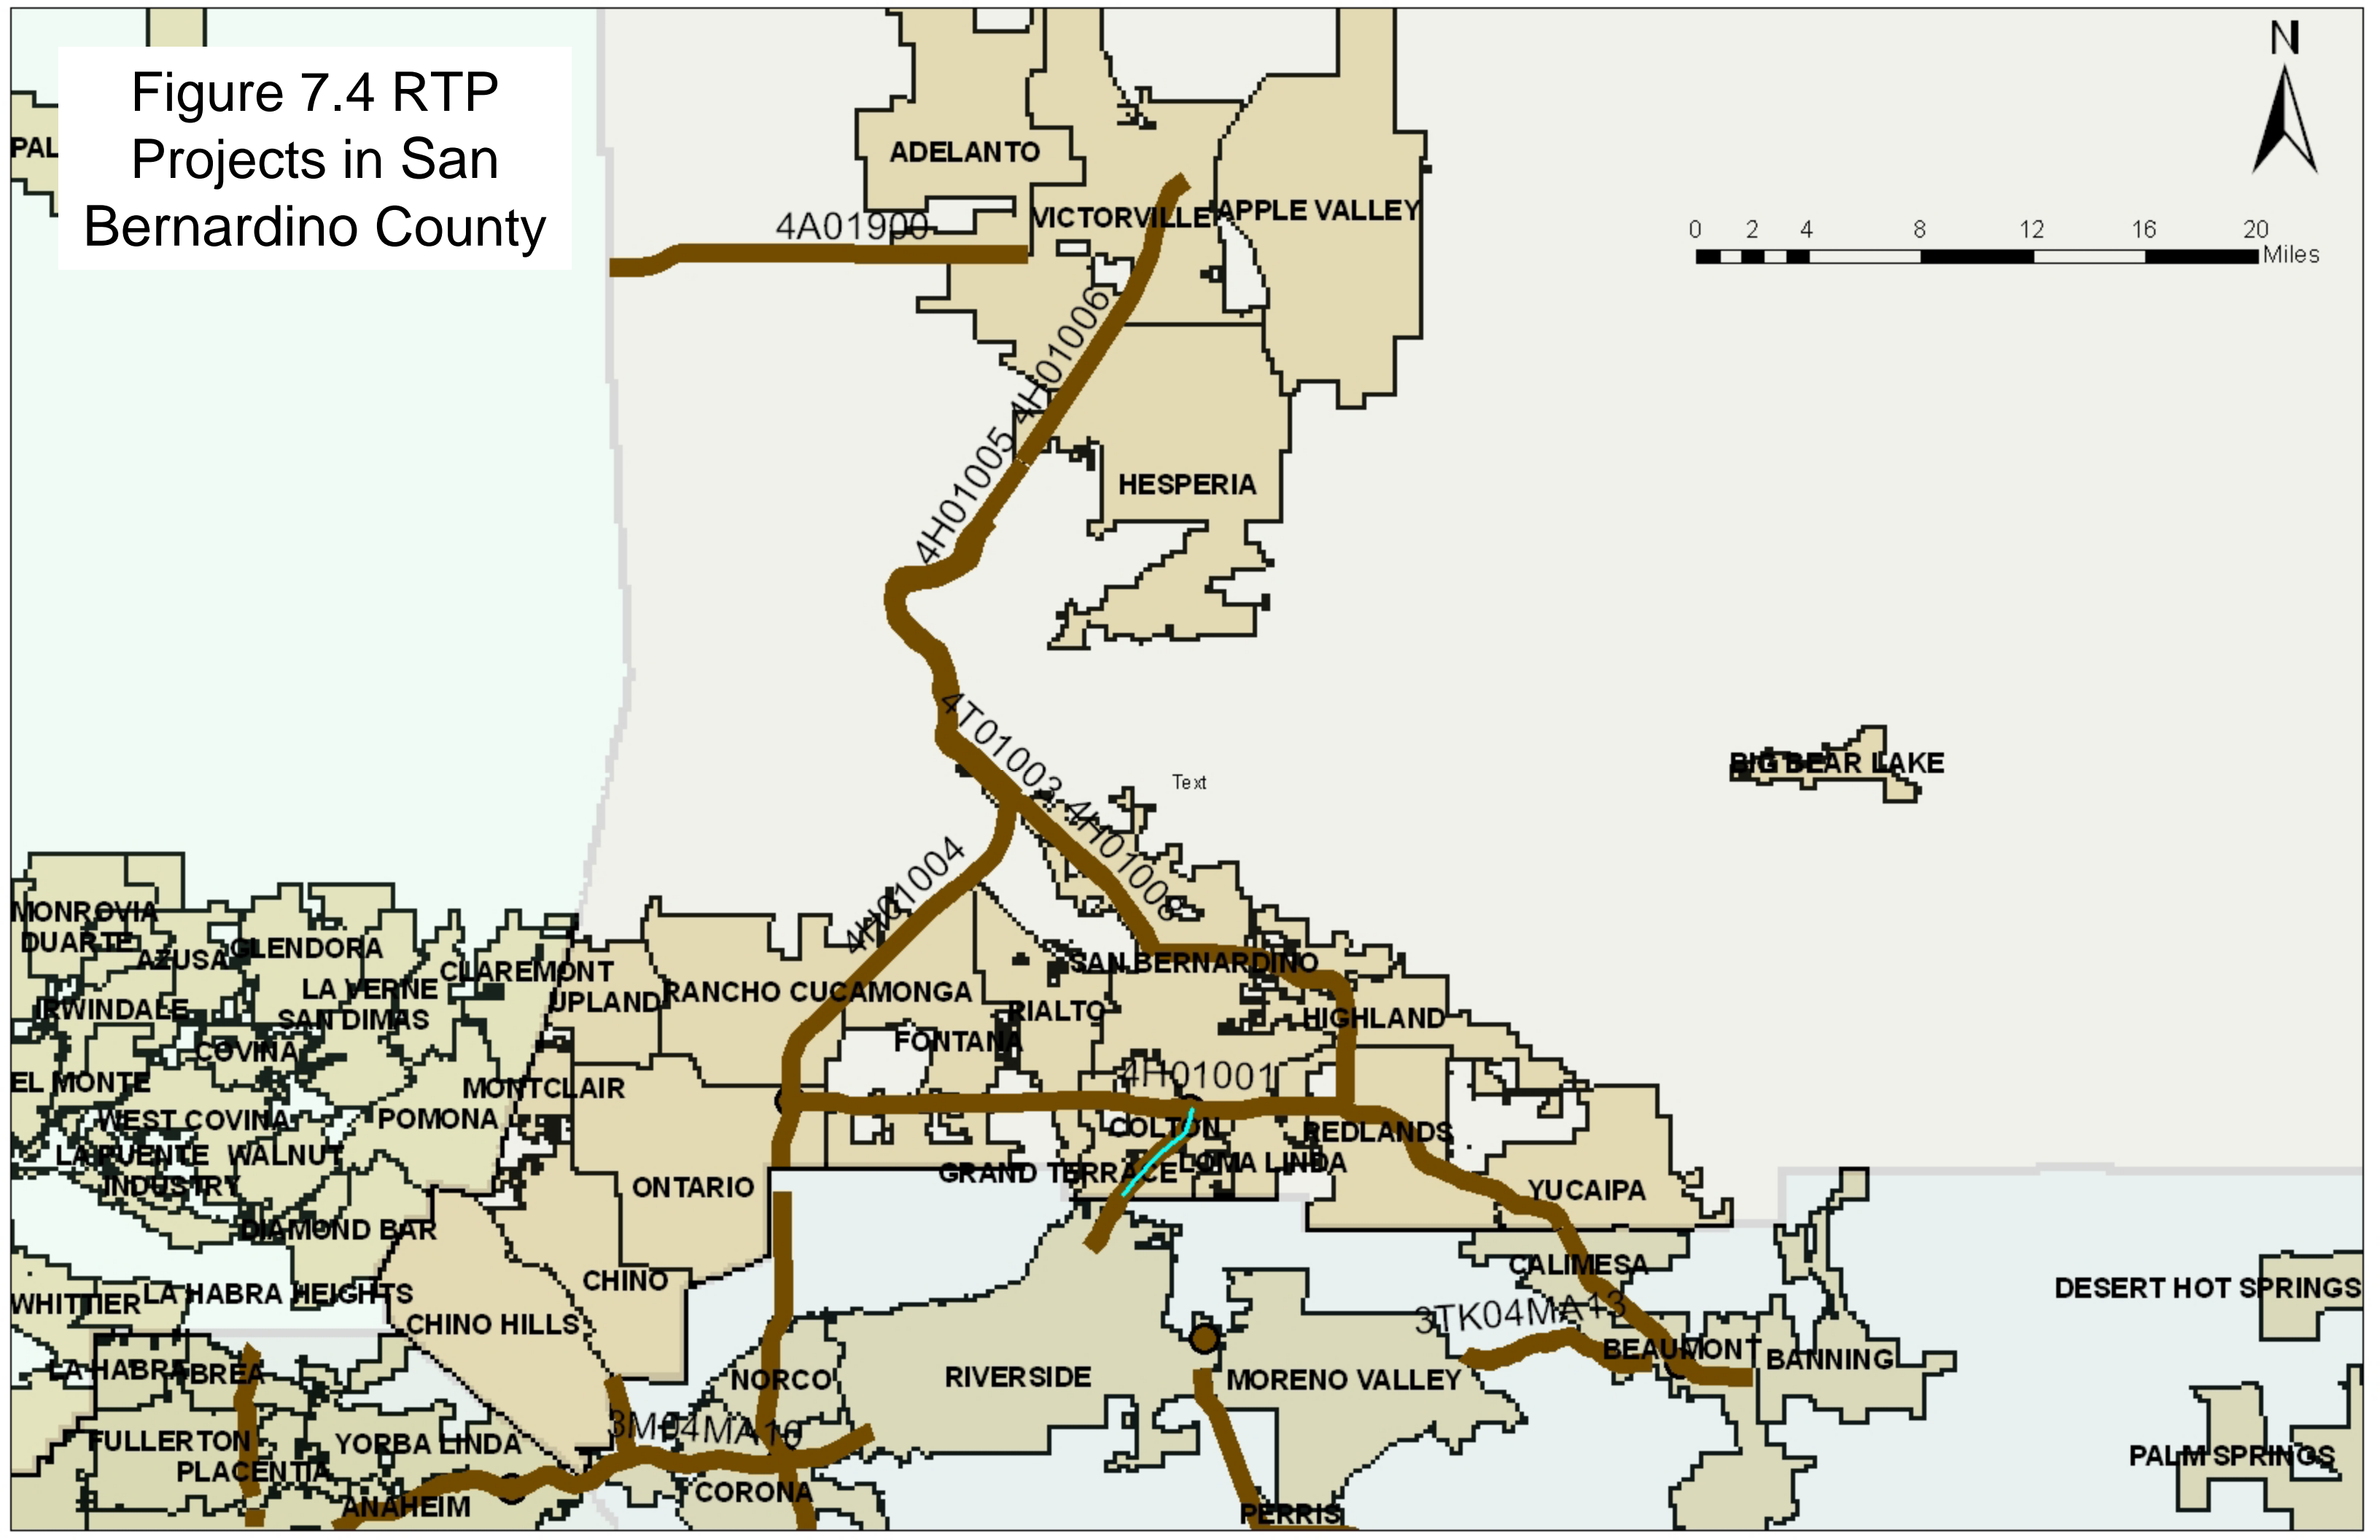 Figure 7.4 RTP
Projects in San
Bernardino County
N
0 2 4 8 12 16 20
Miles
PAL
ADELANTO
VICTORVILLE
APPLE VALLEY
4A01900
4H01006
4H01005
HESPERIA
4T01003
4H01008
Text
BIG BEAR LAKE
4H01004
MONROVIA
DUARTE
AZUSA
GLENDORA
CLAREMONT
LA VERNE
UPLAND
RANCHO CUCAMONGA
SAN BERNARDINO
IRWINDALE
SAN DIMAS
RIALTO
HIGHLAND
COVINA
FONTANA
EL MONTE
MONTCLAIR
4H01001
WEST COVINA
POMONA
COLTON
REDLANDS
LA PUENTE
WALNUT
GRAND TERRACE
LOMA LINDA
INDUSTRY
ONTARIO
YUCAIPA
DIAMOND BAR
CALIMESA
CHINO
DESERT HOT SPRINGS
WHITTIER
LA HABRA HEIGHTS
CHINO HILLS
3TK04MA13
LA HABRA
BREA
NORCO
RIVERSIDE
MORENO VALLEY
BEAUMONT
BANNING
3M04MA10
FULLERTON
YORBA LINDA
PALM SPRINGS
PLACENTIA
CORONA
ANAHEIM
PERRIS